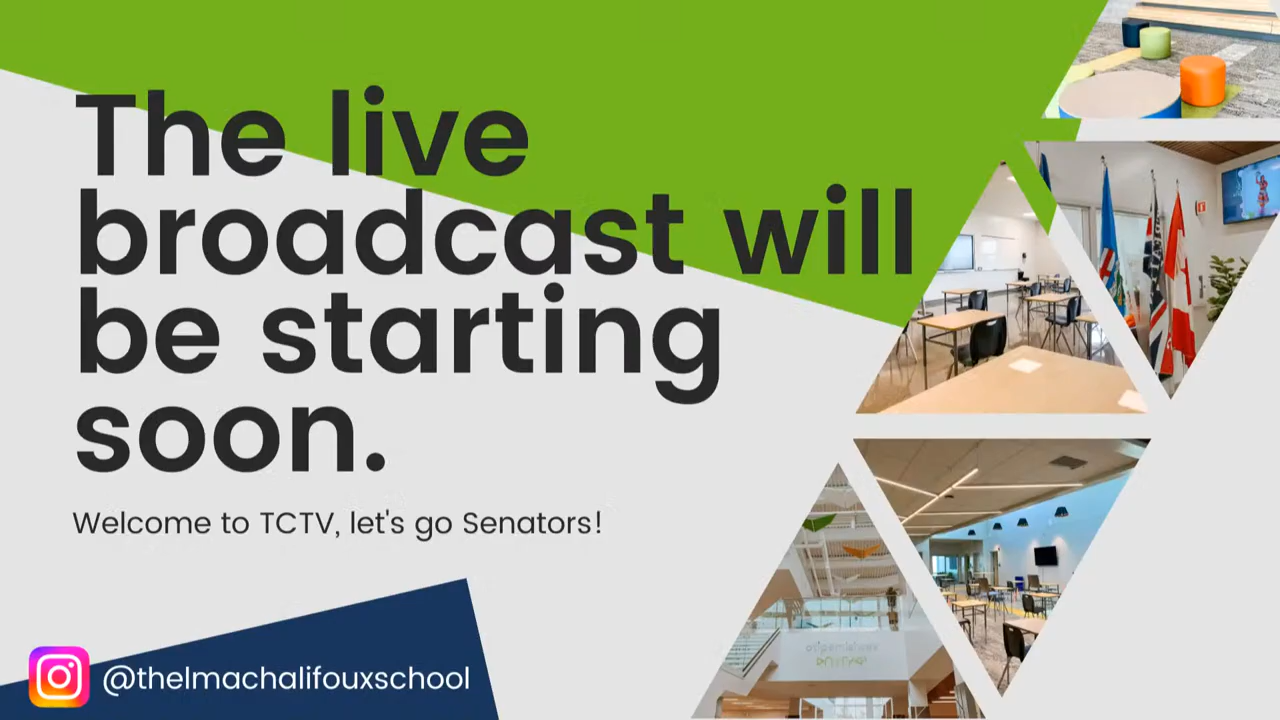 The live
broadcast will
be starting
soon.
Welcome to TCTV, let's go Senators!
@thelmachalifouxschool